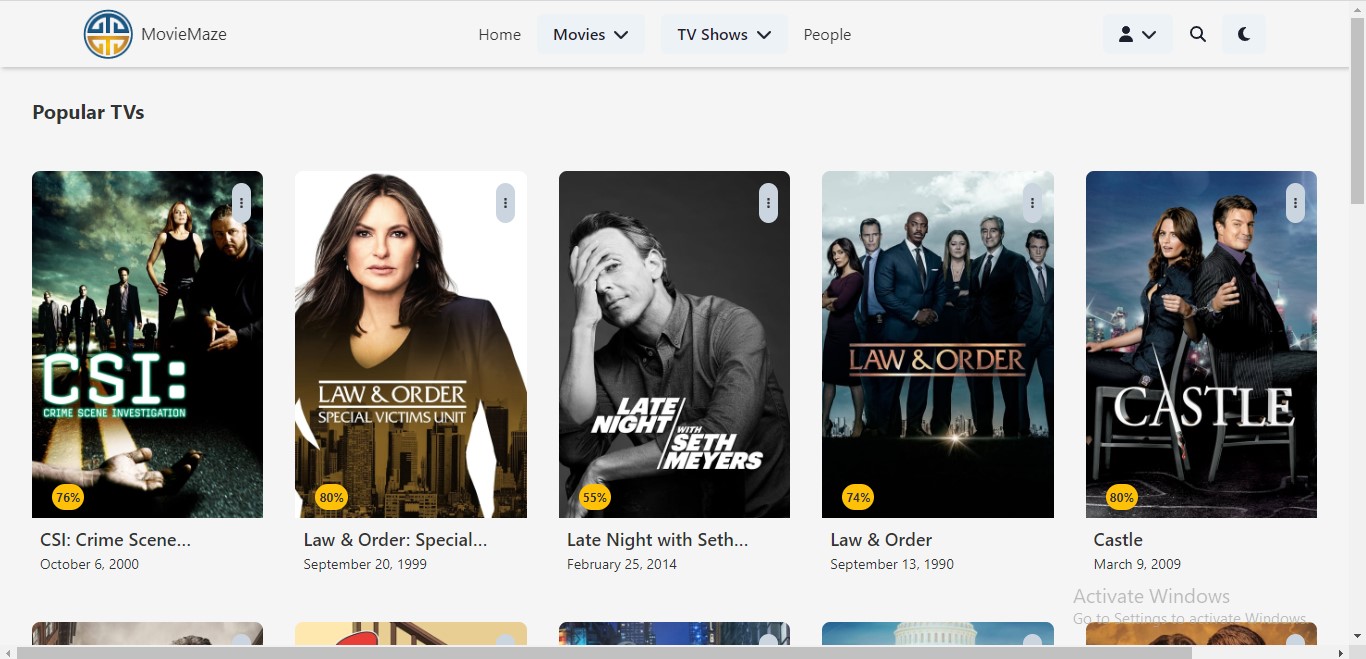 MovieMaze
Home
Movies
TV Shows
People
Popular TVs
CSI:
CRIME SCENE INVESTIGATION
76%
LAW & ORDER
SPECIAL VICTIMS UNIT
80%
LATE
NIGHT WITH
SETH
MEYERS
55%
LAW & ORDER
74%
CASTLE
80%
CSI: Crime Scene...
October 6, 2000
Law & Order: Special...
September 20, 1999
Late Night with Seth...
February 25, 2014
Law & Order
September 13, 1990
Castle
March 9, 2009
Activate Windows
Go to Settings to activate Windows.